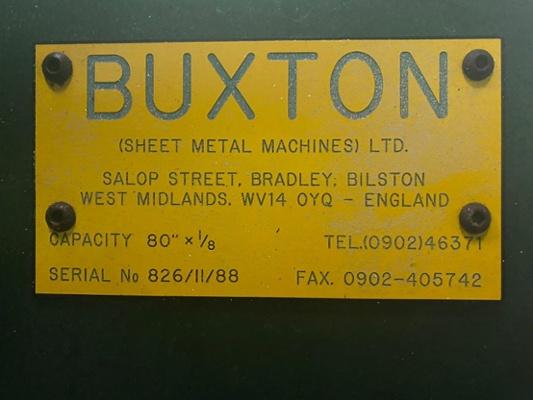 BUXTON
(SHEET METAL MACHINES) LTD.
SALOP STREET, BRADLEY, BILSTON
WEST MIDLANDS. WV14 0YQ - ENGLAND
CAPACITY 80" × 1/8 TEL.(0902)46371
SERIAL No 826/11/88 FAX. 0902-405742